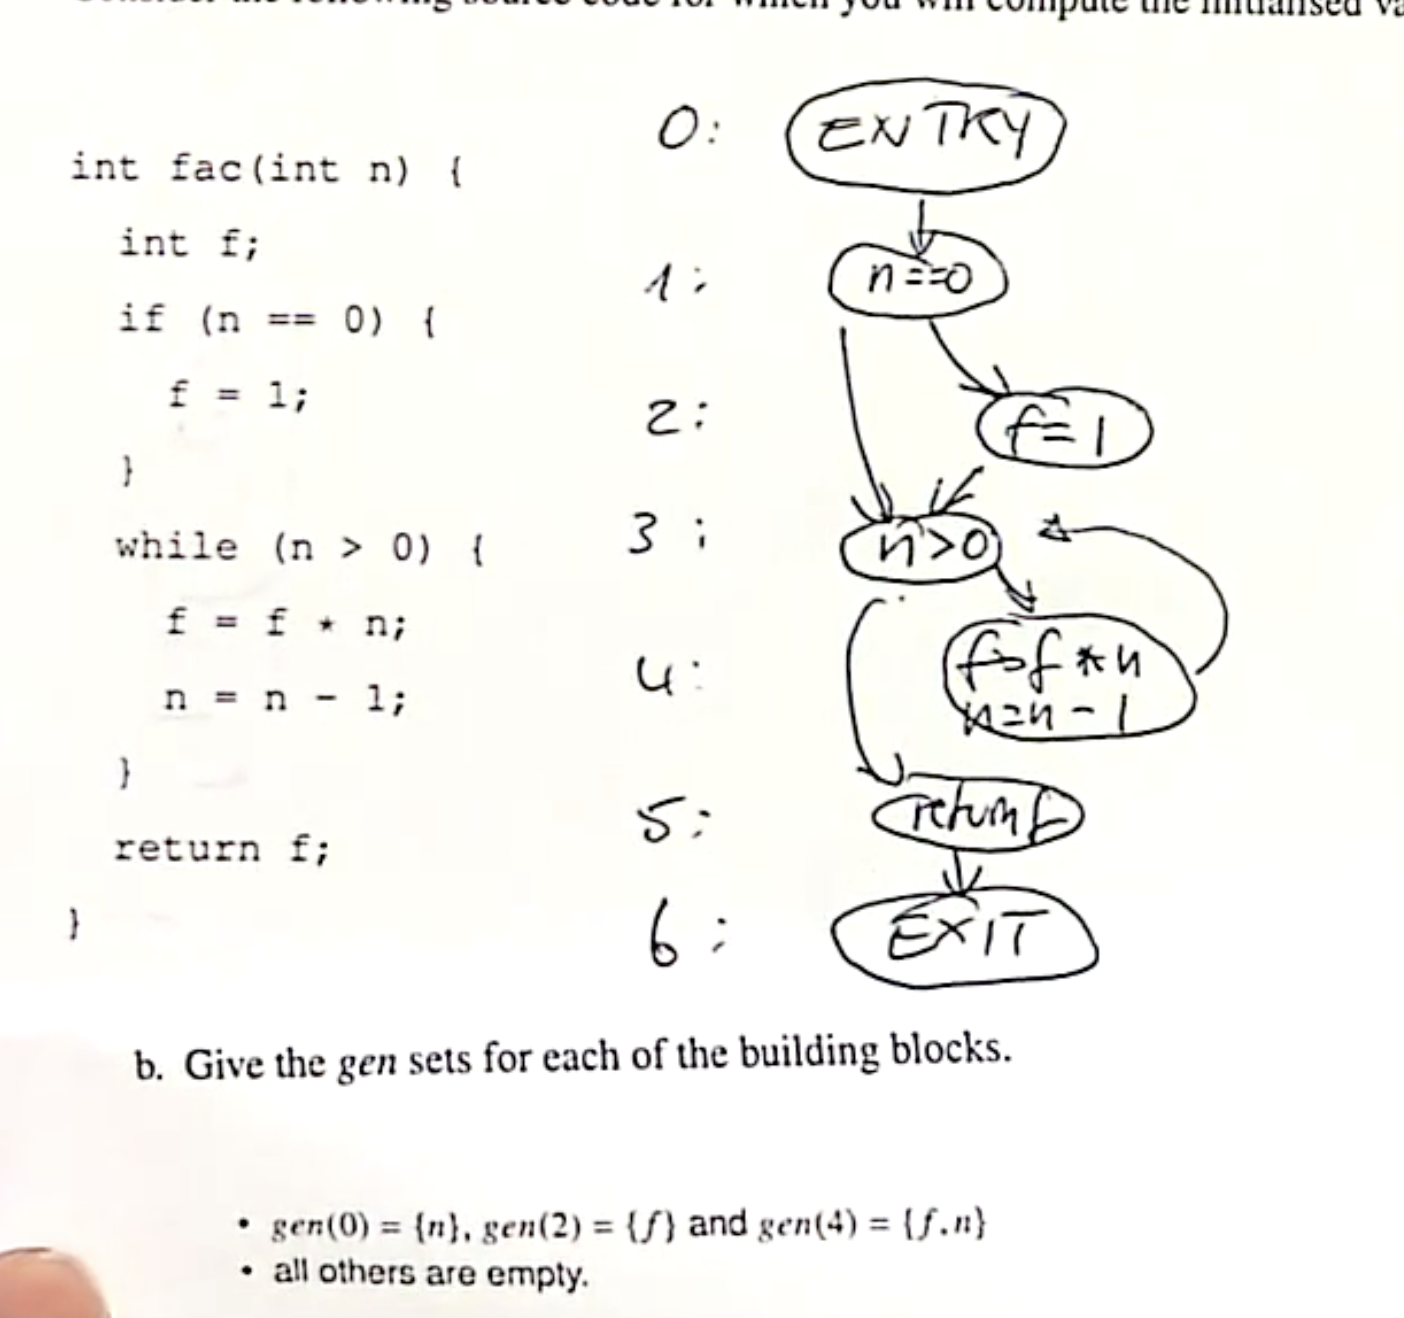 Consider the following source code for which you will compute the initialised va
0: ENTRY
int fac(int n) {
int f;
1: n==0
if (n == 0) {
f = 1;
2: f=1
}
while (n > 0) {
3: n>0
f = f * n;
4: f=f*n
n = n - 1;
n=n-1
}
5: return f
return f;
}
6: EXIT
b. Give the gen sets for each of the building blocks.
• gen(0) = {n}, gen(2) = {f} and gen(4) = {f.n}
• all others are empty.